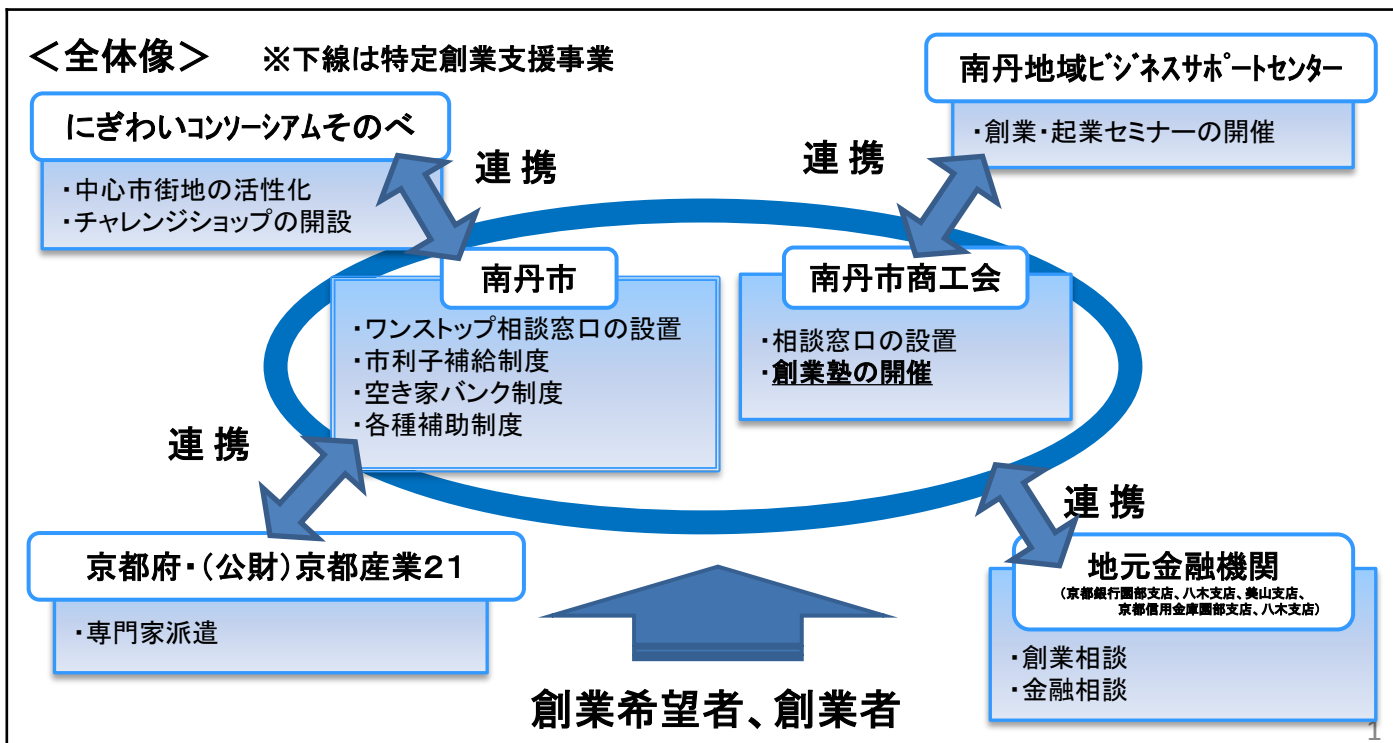 ＜全体像＞　※下線は特定創業支援事業
にぎわいコンソーシアムそのべ
・中心市街地の活性化
・チャレンジショップの開設
連 携
南丹地域ビジネスサポートセンター
・創業・起業セミナーの開催
連 携
南丹市
・ワンストップ相談窓口の設置
・市利子補給制度
・空き家バンク制度
・各種補助制度
南丹市商工会
・相談窓口の設置
・創業塾の開催
連 携
京都府・（公財）京都産業２１
・専門家派遣
連 携
地元金融機関
（京都銀行園部支店、八木支店、美山支店、
京都信用金庫園部支店、八木支店）
・創業相談
・金融相談
創業希望者、創業者
1